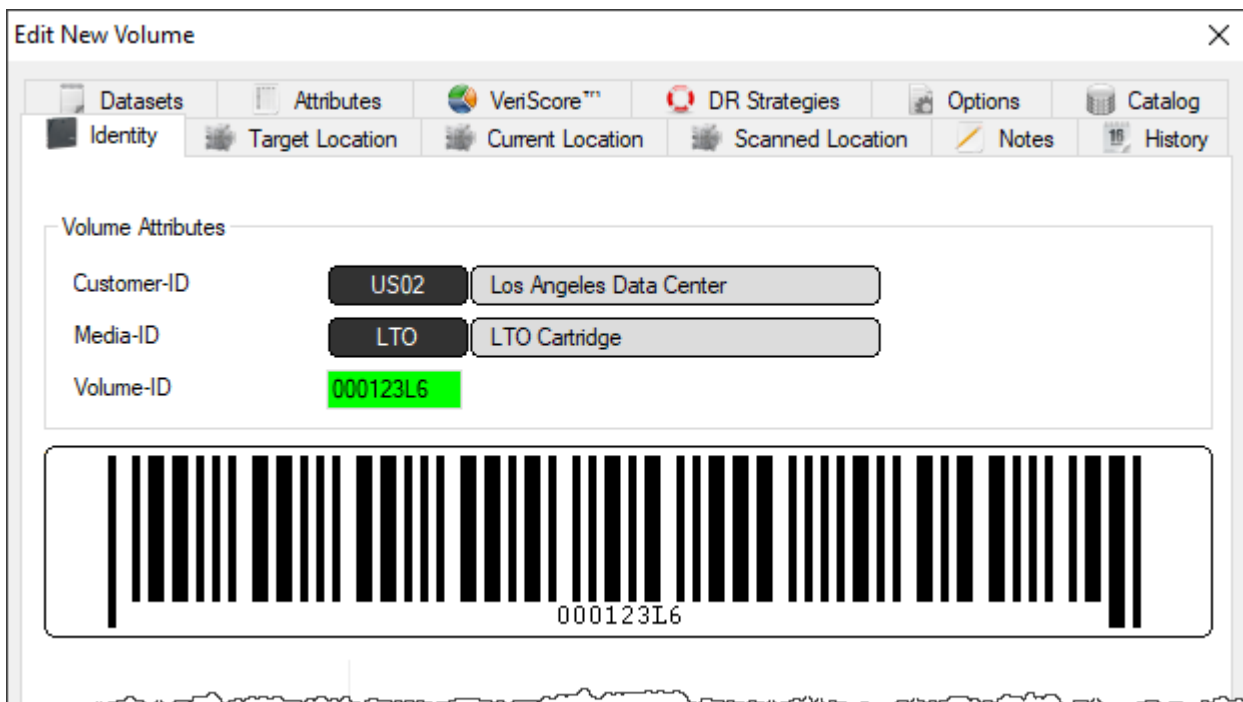 Edit New Volume
Datasets Attributes VeriScore™ DR Strategies Options Catalog
Identity Target Location Current Location Scanned Location Notes 16 History
Volume Attributes
Customer-ID US02 Los Angeles Data Center
Media-ID LTO LTO Cartridge
Volume-ID 000123L6
000123L6